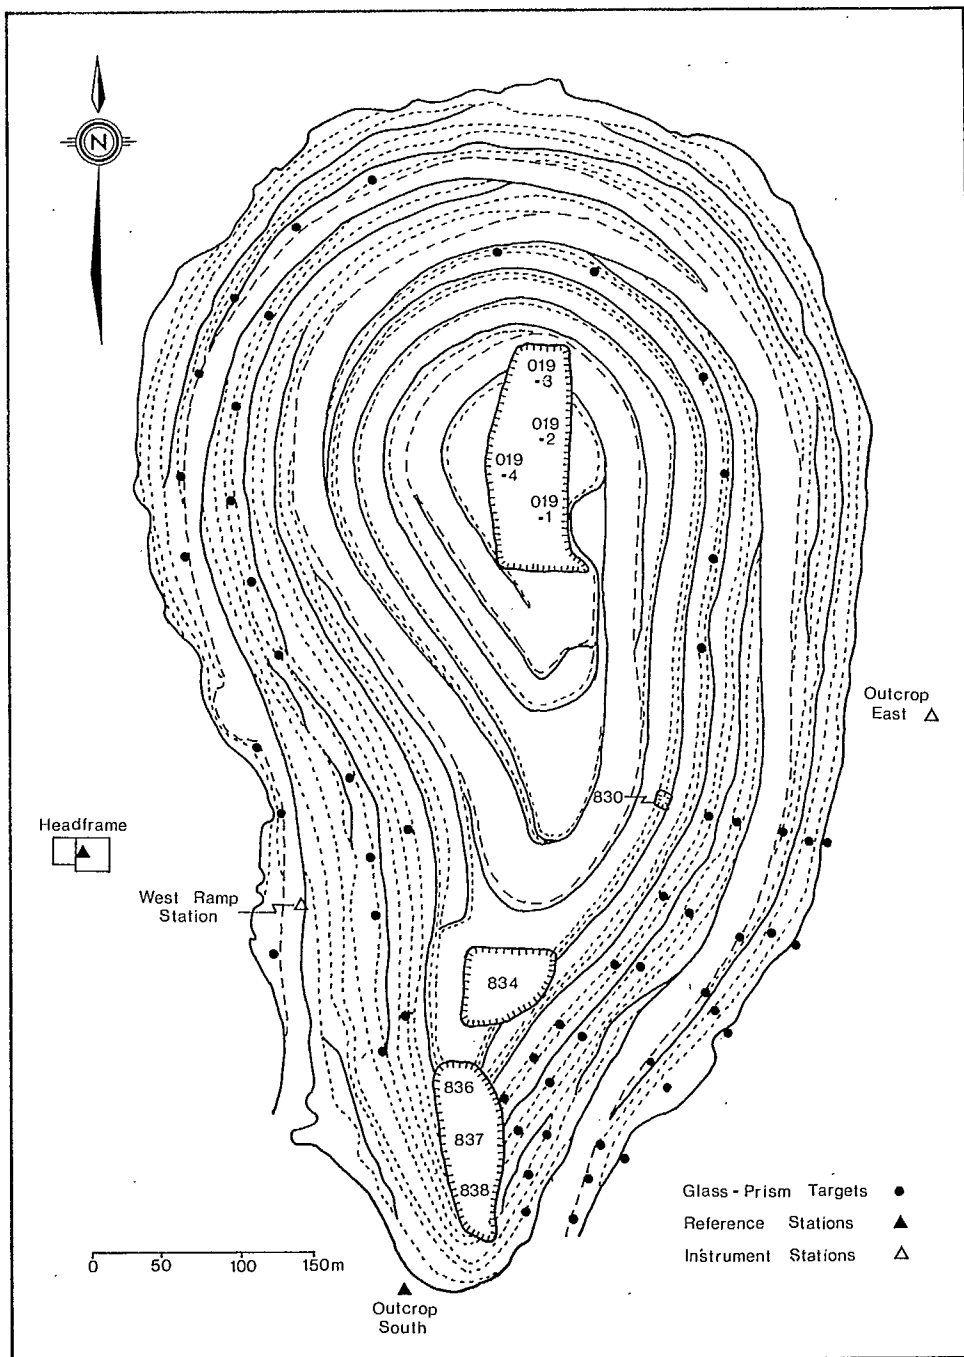 N
019
-3
019
-2
019
-4
019
-1
Outcrop
East
830
Headframe
West Ramp
Station
834
836
837
838
Glass-Prism Targets
Reference Stations
Instrument Stations
0 50 100 150m
Outcrop
South